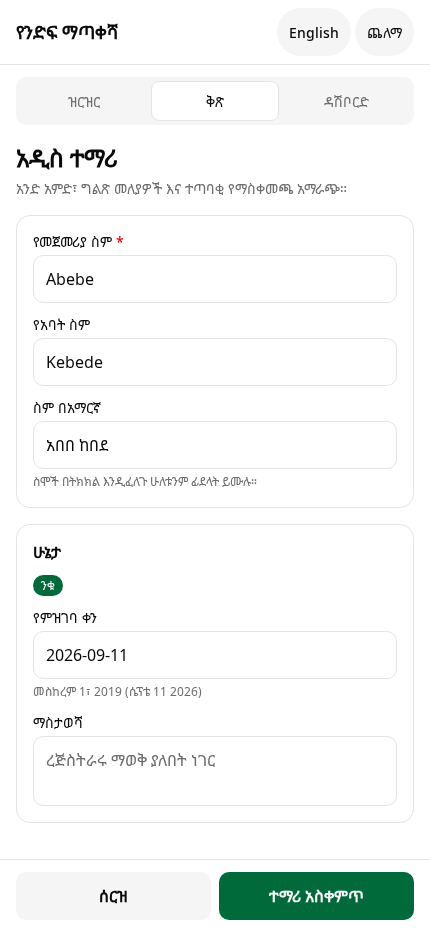 የንድፍ ማጣቀሻ
English
ጨለማ
ዝርዝር
ቅጽ
ዳሽቦርድ
አዲስ ተማሪ
አንድ አምድ፣ ግልጽ መለያዎች እና ተጣባቂ የማስቀመጫ አማራጭ።
የመጀመሪያ ስም *
Abebe
የአባት ስም
Kebede
ስም በአማርኛ
አበበ ከበደ
ስሞች በትክክል እንዲፈለጉ ሁለቱንም ፊደላት ይሙሉ።
ሁኔታ
ንቁ
የምዝገባ ቀን
2026-09-11
መስከረም 1፣ 2019 (ሴፕቴ 11 2026)
ማስታወሻ
ረጅስትራሩ ማወቅ ያለበት ነገር
ሰርዝ
ተማሪ አስቀምጥ